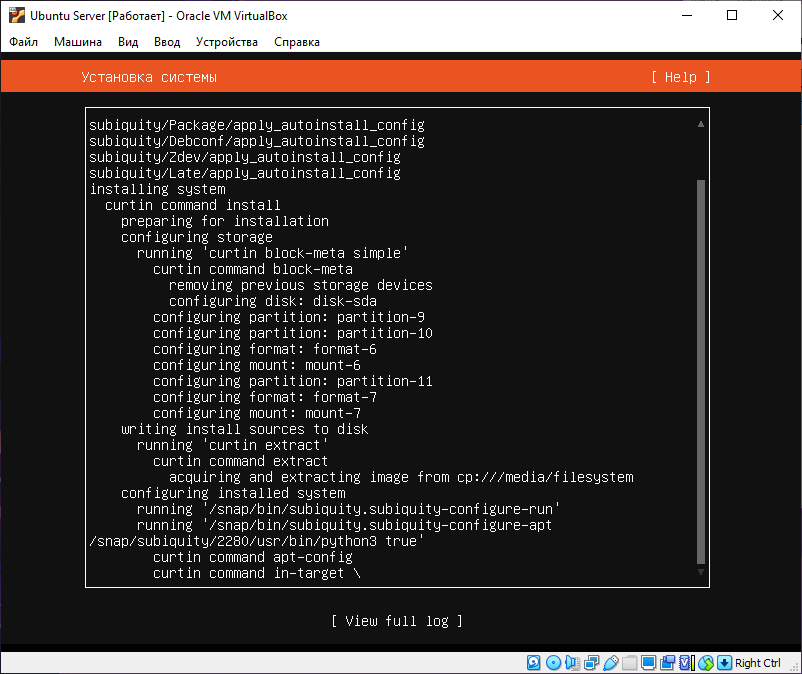 Ubuntu Server [Работает] - Oracle VM VirtualBox
Файл Машина Вид Ввод Устройства Справка
Установка системы [ Help ]
subiquity/Package/apply_autoinstall_config
subiquity/Debconf/apply_autoinstall_config
subiquity/Zdev/apply_autoinstall_config
subiquity/Late/apply_autoinstall_config
installing system
curtin command install
preparing for installation
configuring storage
running 'curtin block-meta simple'
curtin command block-meta
removing previous storage devices
configuring disk: disk-sda
configuring partition: partition-9
configuring partition: partition-10
configuring format: format-6
configuring mount: mount-6
configuring partition: partition-11
configuring format: format-7
configuring mount: mount-7
writing install sources to disk
running 'curtin extract'
curtin command extract
acquiring and extracting image from cp:///media/filesystem
configuring installed system
running '/snap/bin/subiquity.subiquity-configure-run'
running '/snap/bin/subiquity.subiquity-configure-apt
/snap/subiquity/2280/usr/bin/python3 true'
curtin command apt-config
curtin command in-target \
[ View full log ]
Right Ctrl